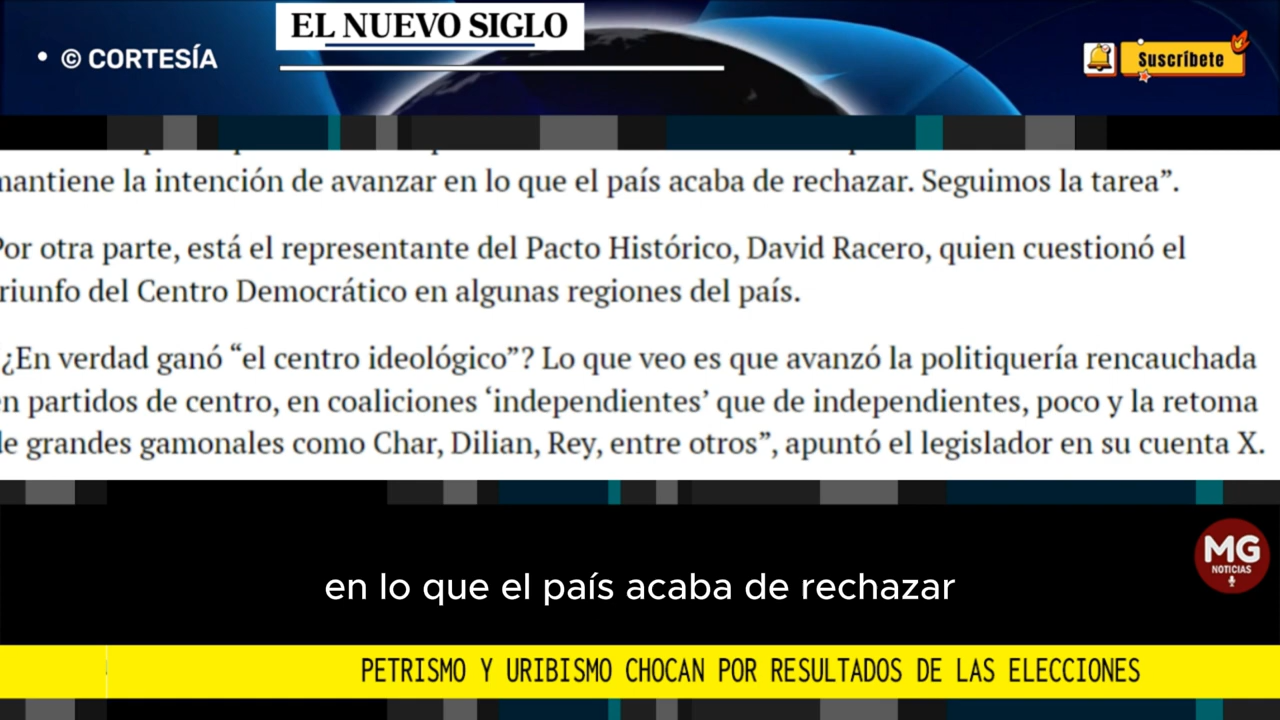 EL NUEVO SIGLO
• © CORTESÍA
Suscríbete
mantiene la intención de avanzar en lo que el país acaba de rechazar. Seguimos la tarea”.
Por otra parte, está el representante del Pacto Histórico, David Racero, quien cuestionó el
riunfo del Centro Democrático en algunas regiones del país.
¿En verdad ganó “el centro ideológico”? Lo que veo es que avanzó la politiquería rencauchada
en partidos de centro, en coaliciones ‘independientes’ que de independientes, poco y la retoma
de grandes gamonales como Char, Dilian, Rey, entre otros”, apuntó el legislador en su cuenta X.
MG
NOTICIAS
en lo que el país acaba de rechazar
PETRISMO Y URIBISMO CHOCAN POR RESULTADOS DE LAS ELECCIONES